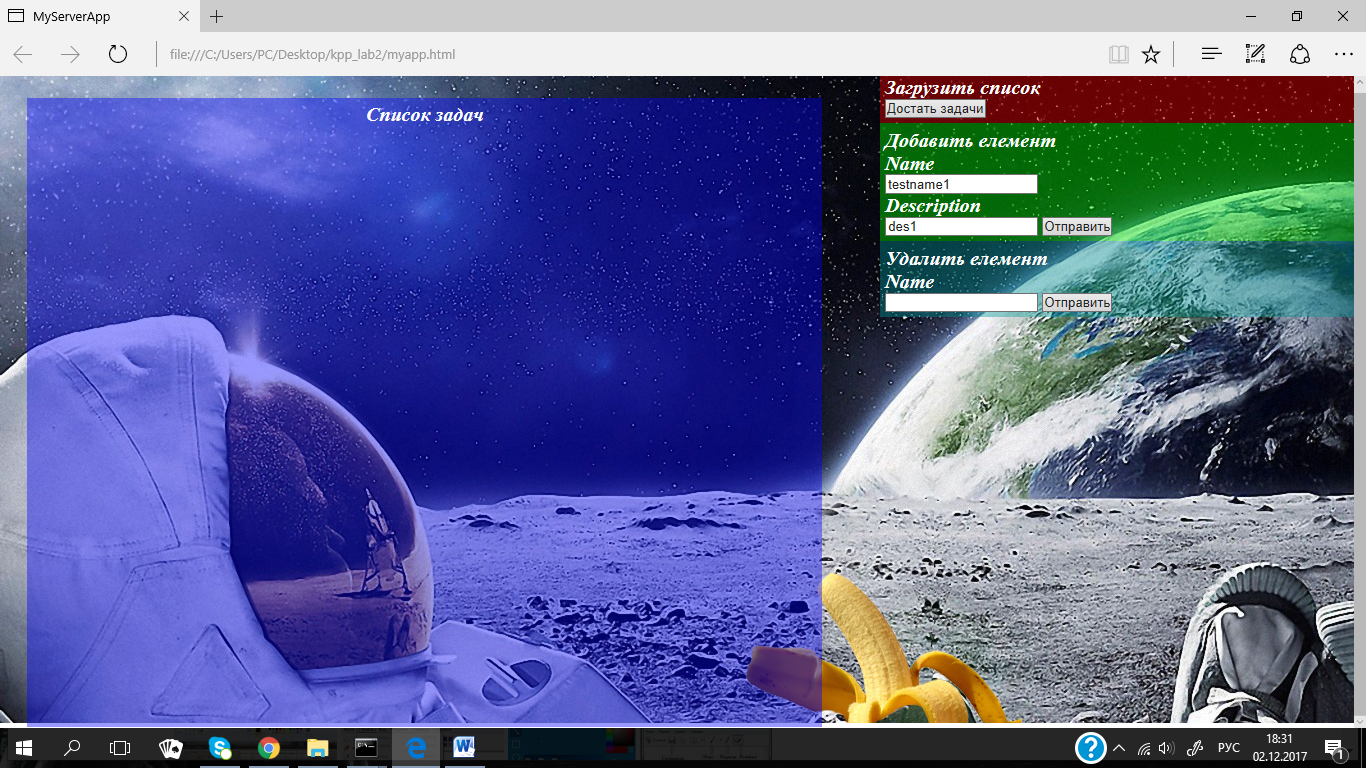 MyServerApp
file:///C:/Users/PC/Desktop/kpp_lab2/myapp.html
Список задач
Загрузить список
Достать задачи
Добавить елемент
Name
testname1
Description
des1 Отправить
Удалить елемент
Name
Отправить
РУС
18:31
02.12.2017
1